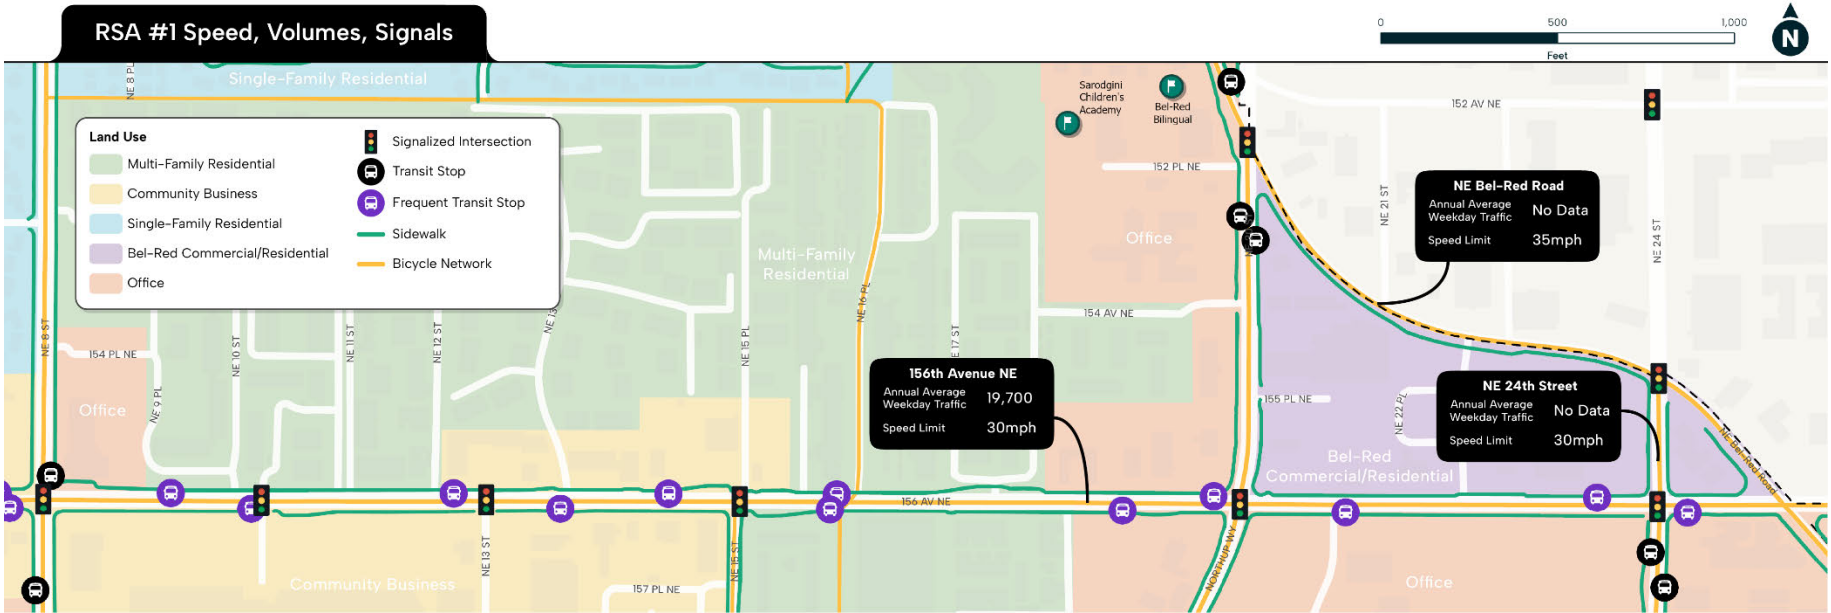 RSA #1 Speed, Volumes, Signals
0
500
1,000
Feet
N
Single-Family Residential
NE 8 PL
Land Use
Multi-Family Residential
Community Business
Single-Family Residential
Bel-Red Commercial/Residential
Office
Signalized Intersection
Transit Stop
Frequent Transit Stop
Sidewalk
Bicycle Network
Sarodgini
Children's
Academy
Bel-Red
Bilingual
152 AV NE
152 PL NE
NE 21 ST
NE 24 ST
NE Bel-Red Road
Annual Average
Weekday Traffic
No Data
Speed Limit
35mph
Office
Multi-Family
Residential
NE 16 PL
154 AV NE
NE 8 ST
154 PL NE
NE 10 ST
NE 11 ST
NE 12 ST
NE 13
NE 15 PL
E 17 ST
156th Avenue NE
Annual Average
Weekday Traffic
19,700
Speed Limit
30mph
NE 24th Street
Annual Average
Weekday Traffic
No Data
Speed Limit
30mph
Office
NE 9 PL
155 PL NE
NE 22 PL
Bel-Red
Commercial/Residential
NE Bel-Red Road
156 AV NE
NE 13 ST
NE 15 ST
NORTHUP WY
Community Business
157 PL NE
Office